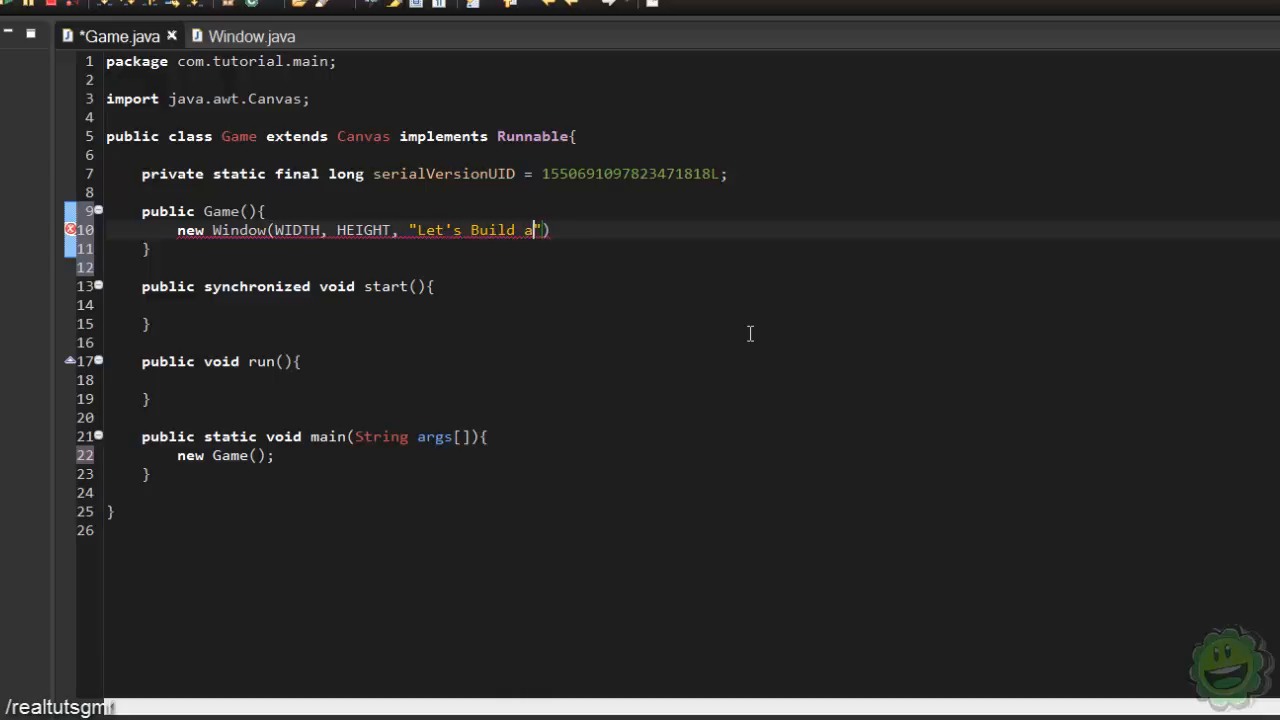 *Game.java Window.java
1 package com.tutorial.main;
2
3 import java.awt.Canvas;
4
5 public class Game extends Canvas implements Runnable{
6
7 private static final long serialVersionUID = 1550691097823471818L;
8
9 public Game(){
10 new Window(WIDTH, HEIGHT, "Let's Build a")
11 }
12
13 public synchronized void start(){
14
15 }
16
17 public void run(){
18
19 }
20
21 public static void main(String args[]){
22 new Game();
23 }
24
25 }
26
/realtutsgm